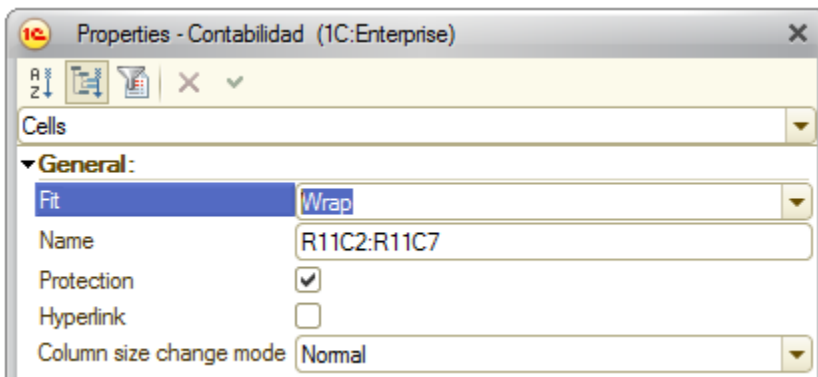 1C Properties - Contabilidad (1C:Enterprise)
A Z
Cells
General:
Fit Wrap
Name R11C2:R11C7
Protection
Hyperlink
Column size change mode Normal